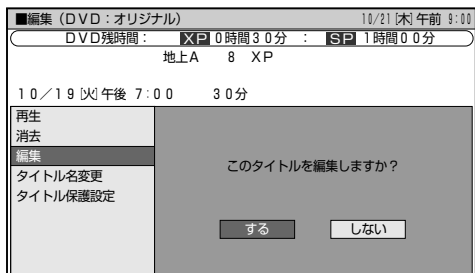 ■編集（DVD：オリジナル） 10/21[木]午前 9:00
DVD残時間： XP 0時間30分 ： SP 1時間00分
地上A 8 XP
10／19[火]午後 7:00 30分
再生
消去
編集
タイトル名変更
タイトル保護設定
このタイトルを編集しますか？
する しない